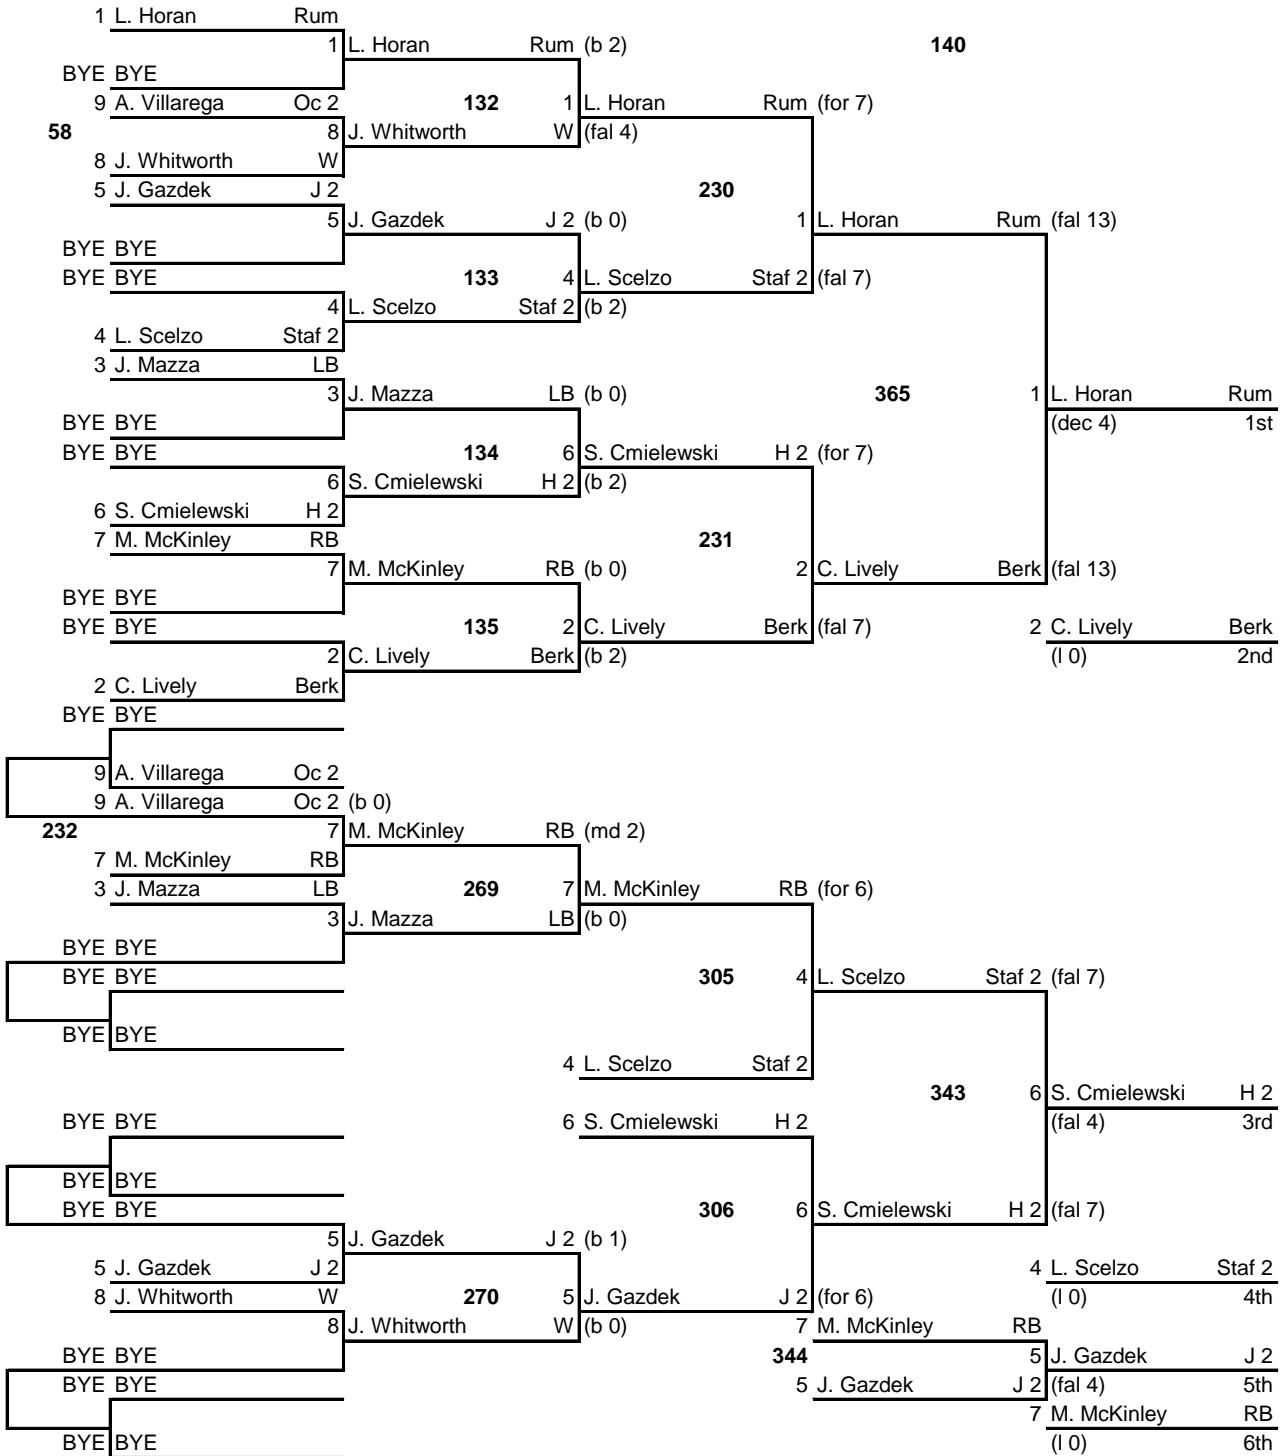 1 L. Horan Rum
1 L. Horan Rum (b 2) 140
BYE BYE
9 A. Villarega Oc 2 132 1 L. Horan Rum (for 7)
58 8 J. Whitworth W (fal 4)
8 J. Whitworth W
5 J. Gazdek J 2 230
5 J. Gazdek J 2 (b 0) 1 L. Horan Rum (fal 13)
BYE BYE
BYE BYE 133 4 L. Scelzo Staf 2 (fal 7)
4 L. Scelzo Staf 2 (b 2)
4 L. Scelzo Staf 2
3 J. Mazza LB
3 J. Mazza LB (b 0) 365 1 L. Horan Rum
BYE BYE (dec 4) 1st
BYE BYE 134 6 S. Cmielewski H 2 (for 7)
6 S. Cmielewski H 2 (b 2)
6 S. Cmielewski H 2
7 M. McKinley RB 231
7 M. McKinley RB (b 0) 2 C. Lively Berk (fal 13)
BYE BYE
BYE BYE 135 2 C. Lively Berk (fal 7) 2 C. Lively Berk
2 C. Lively Berk (b 2) (l 0) 2nd
2 C. Lively Berk
BYE BYE
9 A. Villarega Oc 2
9 A. Villarega Oc 2 (b 0)
232 7 M. McKinley RB (md 2)
7 M. McKinley RB
3 J. Mazza LB 269 7 M. McKinley RB (for 6)
3 J. Mazza LB (b 0)
BYE BYE
BYE BYE 305 4 L. Scelzo Staf 2 (fal 7)
BYE BYE
4 L. Scelzo Staf 2
343 6 S. Cmielewski H 2
BYE BYE 6 S. Cmielewski H 2 (fal 4) 3rd
BYE BYE
BYE BYE 306 6 S. Cmielewski H 2 (fal 7)
5 J. Gazdek J 2 (b 1)
5 J. Gazdek J 2 4 L. Scelzo Staf 2
8 J. Whitworth W 270 5 J. Gazdek J 2 (for 6) (l 0) 4th
8 J. Whitworth W (b 0) 7 M. McKinley RB
BYE BYE 344 5 J. Gazdek J 2
BYE BYE 5 J. Gazdek J 2 (fal 4) 5th
7 M. McKinley RB
BYE BYE (l 0) 6th